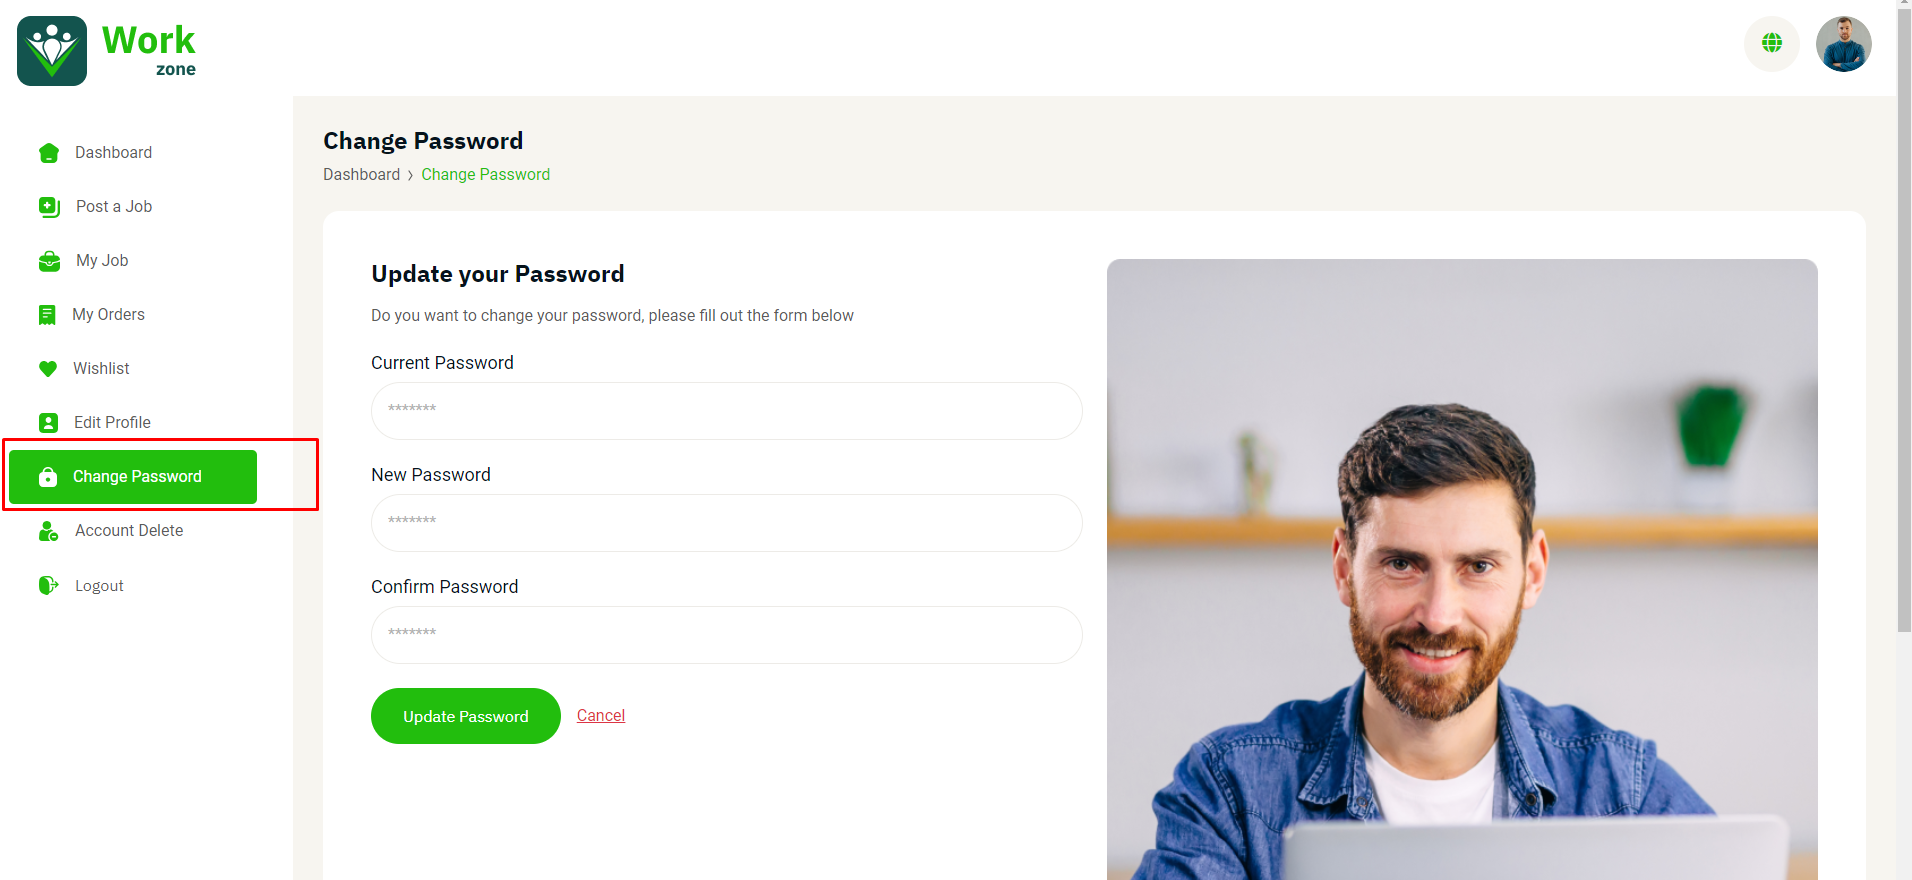 Work
zone
Dashboard
Post a Job
My Job
My Orders
Wishlist
Edit Profile
Change Password
Account Delete
Logout
Change Password
Dashboard › Change Password
Update your Password
Do you want to change your password, please fill out the form below
Current Password
*******
New Password
*******
Confirm Password
*******
Update Password Cancel